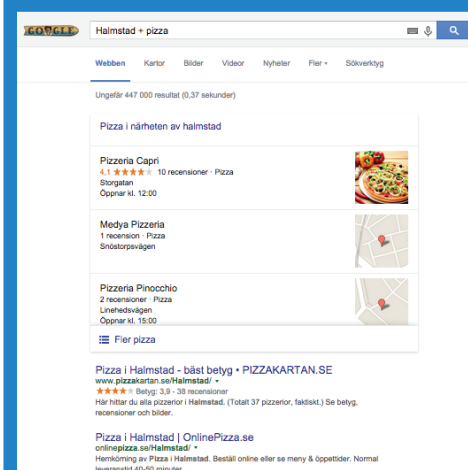 GOOGLE
Halmstad + pizza
Webben Kartor Bilder Videor Nyheter Fler Sökverktyg
Ungefär 447 000 resultat (0,37 sekunder)
Pizza i närheten av halmstad
Pizzeria Capri
4,1 10 recensioner · Pizza
Storgatan
Öppnar kl. 12:00
Medya Pizzeria
1 recension · Pizza
Snöstorpsvägen
Pizzeria Pinocchio
2 recensioner · Pizza
Linehedsvägen
Öppnar kl. 15:00
Fler pizza
Pizza i Halmstad - bäst betyg • PIZZAKARTAN.SE
www.pizzakartan.se/Halmstad/
Betyg: 3,9 - 38 recensioner
Här hittar du alla pizzerior i Halmstad. (Totalt 37 pizzerior, faktiskt.) Se betyg,
recensioner och bilder.
Pizza i Halmstad | OnlinePizza.se
onlinepizza.se/Halmstad/
Hemkörning av Pizza i Halmstad. Beställ online eller se meny & öppettider. Normal
leveranstid 40-50 minuter.